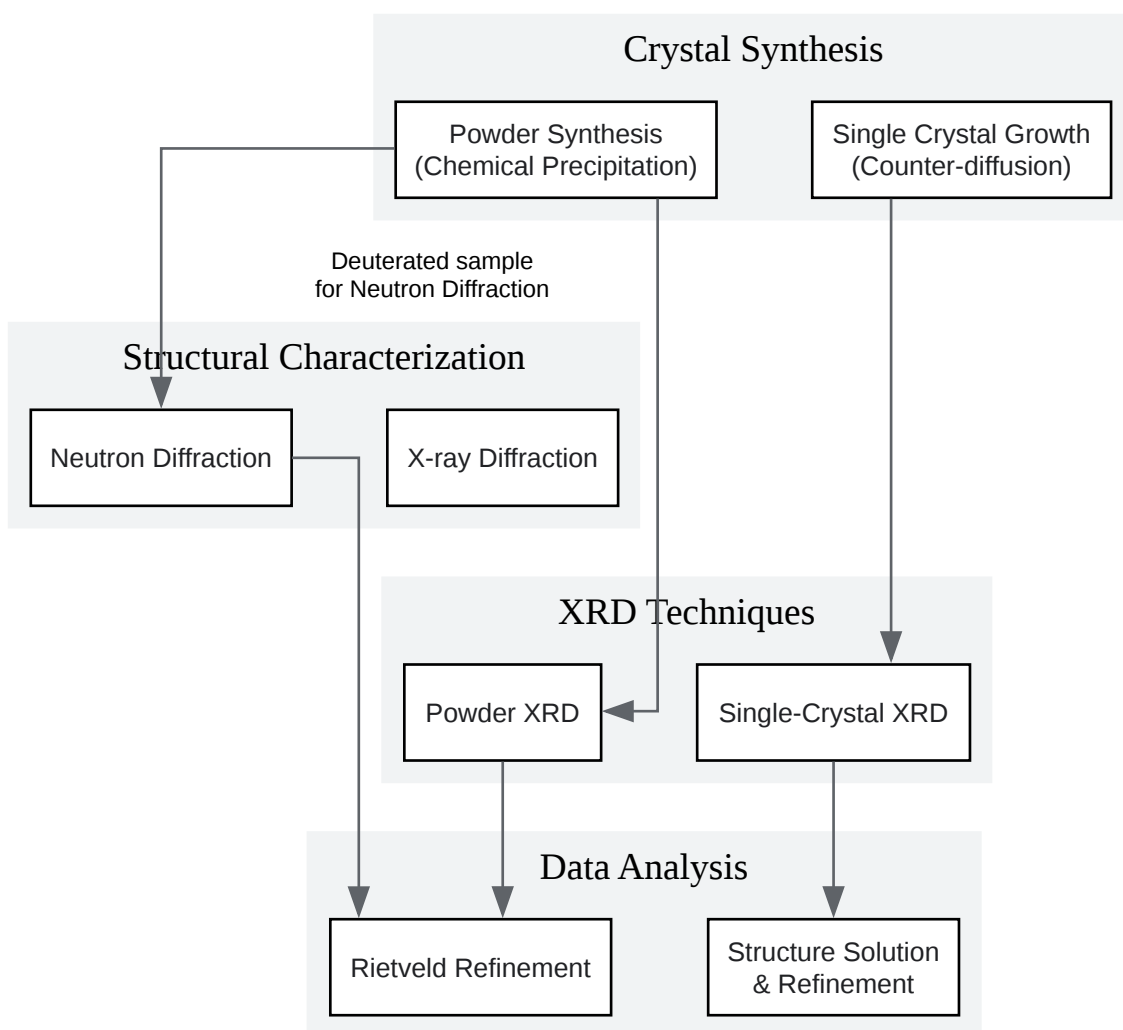 Crystal Synthesis
Powder Synthesis
(Chemical Precipitation)
Single Crystal Growth
(Counter-diffusion)
Deuterated sample
for Neutron Diffraction
Structural Characterization
Neutron Diffraction
X-ray Diffraction
XRD Techniques
Powder XRD
Single-Crystal XRD
Data Analysis
Rietveld Refinement
Structure Solution
& Refinement